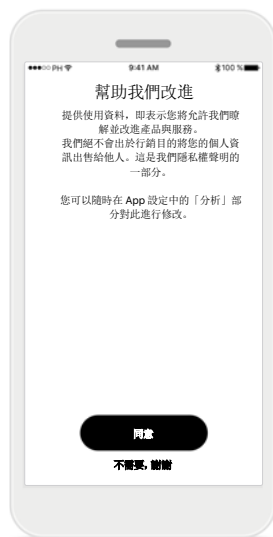 PH 9:41 AM 100 %
幫助我們改進
提供使用資料，即表示您將允許我們瞭
解並改進產品與服務。
我們絕不會出於行銷目的將您的個人資
訊出售給他人。這是我們隱私權聲明的
一部分。
您可以隨時在 App 設定中的「分析」部
分對此進行修改。
同意
不需要，謝謝